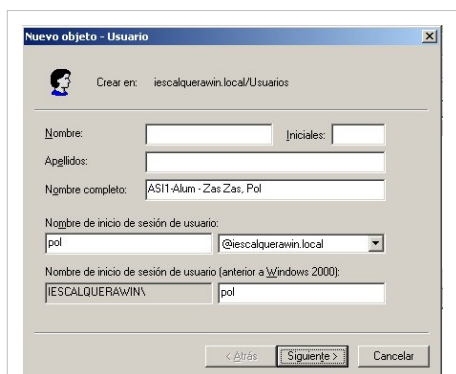 Nuevo objeto - Usuario
Crear en: iescalquerawin.local/Usuarios
Nombre: Iniciales:
Apellidos:
Nombre completo: ASI1-Alum - Zas Zas, Pol
Nombre de inicio de sesión de usuario:
pol @iescalquerawin.local
Nombre de inicio de sesión de usuario (anterior a Windows 2000):
IESCALQUERAWIN\ pol
< Atrás Siguiente > Cancelar